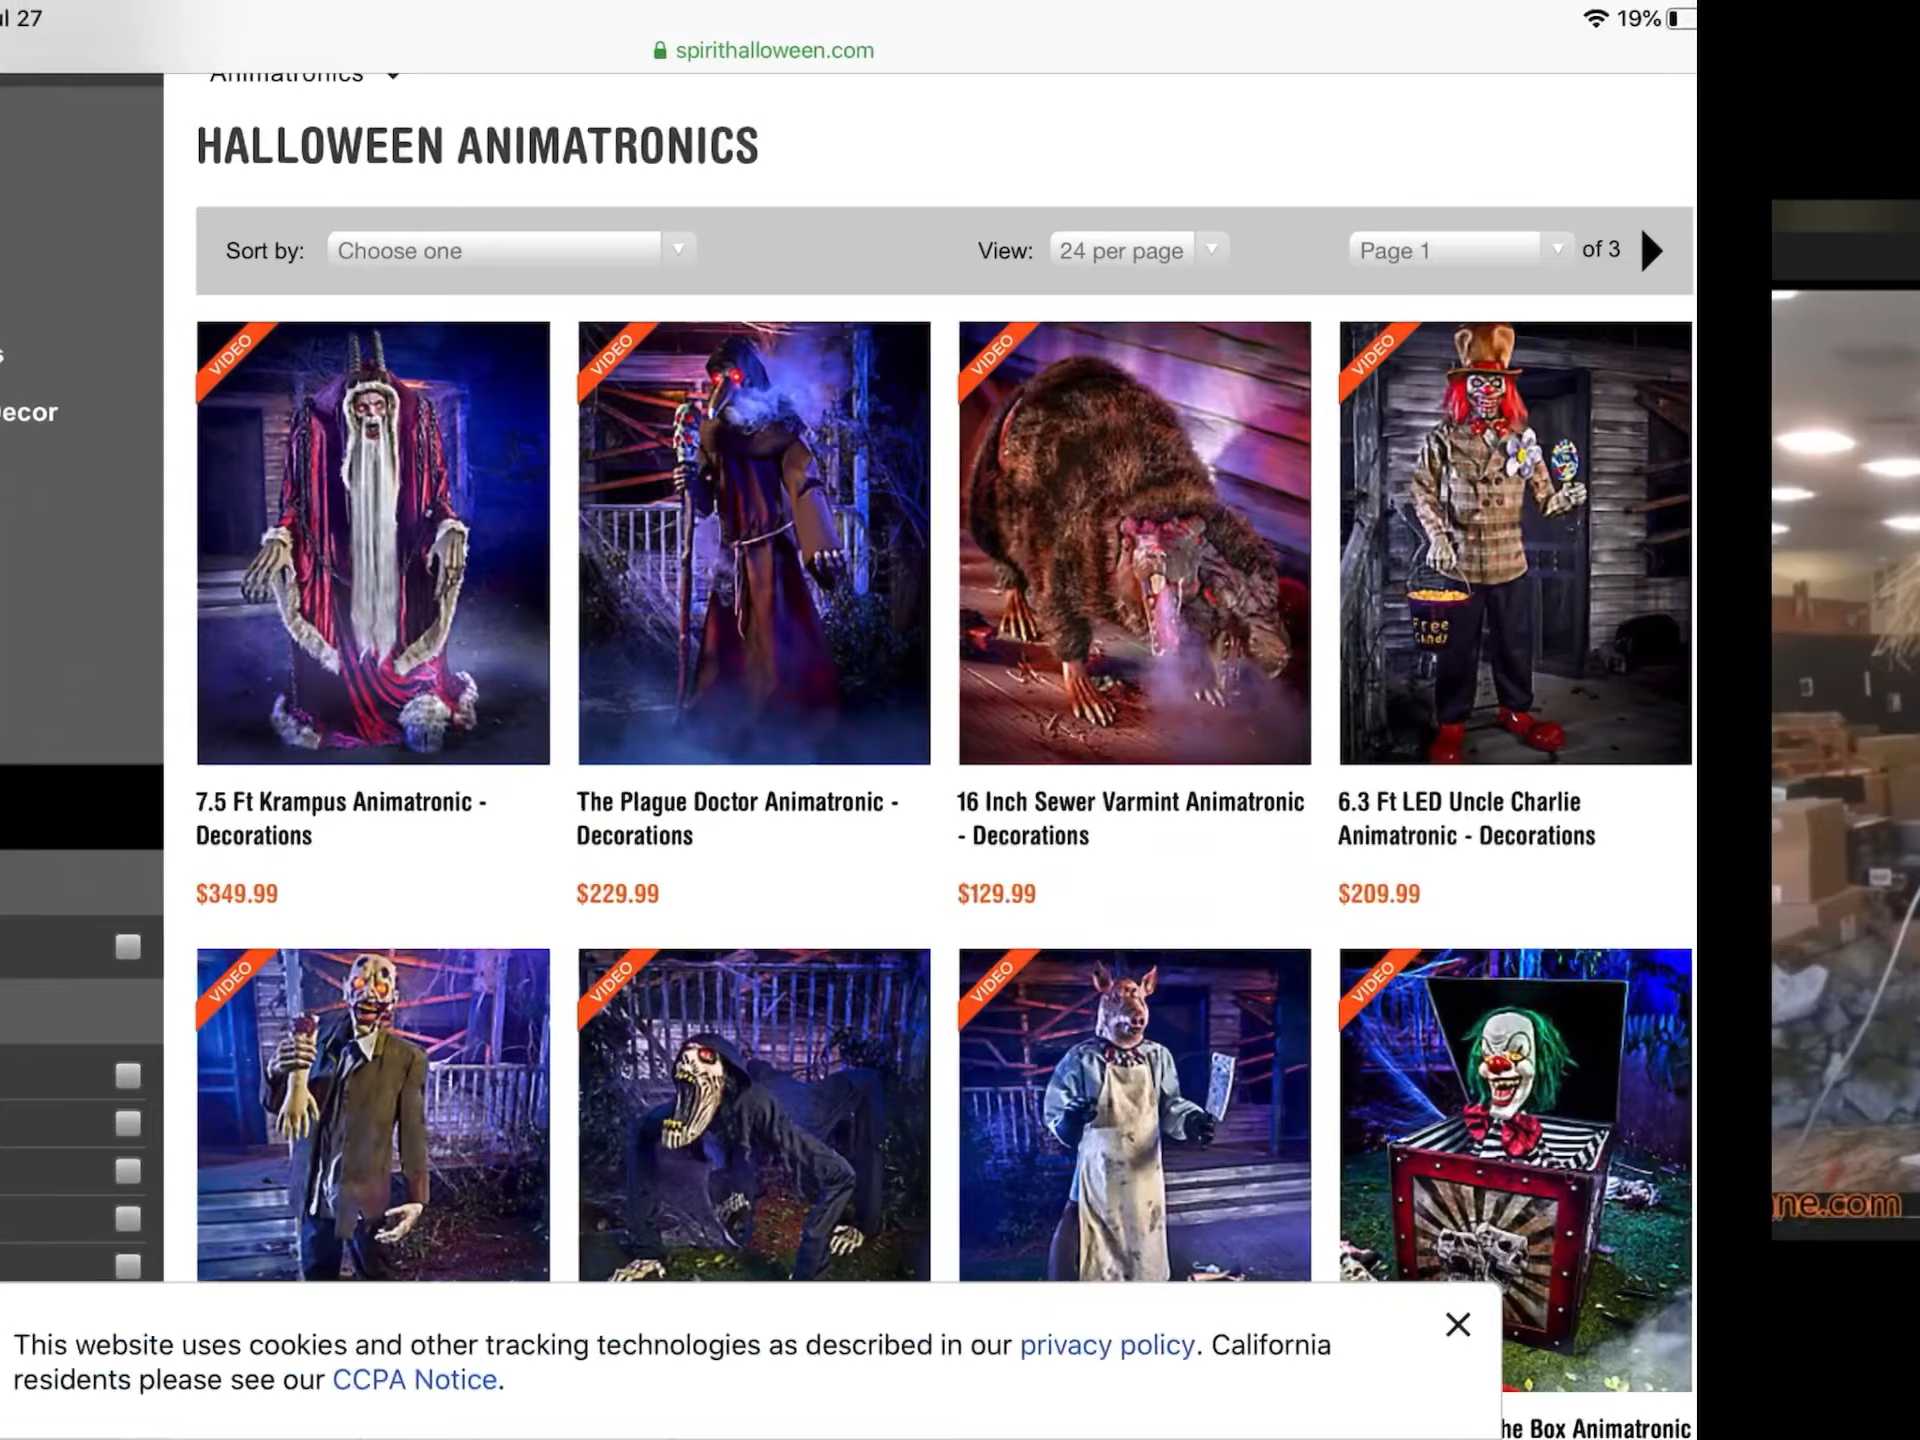 27
19%
spirithalloween.com
Animatronics
HALLOWEEN ANIMATRONICS
Sort by: Choose one View: 24 per page Page 1 of 3
VIDEO VIDEO VIDEO VIDEO
ecor
Free
Candy
7.5 Ft Krampus Animatronic -
Decorations
$349.99
The Plague Doctor Animatronic -
Decorations
$229.99
16 Inch Sewer Varmint Animatronic
- Decorations
$129.99
6.3 Ft LED Uncle Charlie
Animatronic - Decorations
$209.99
VIDEO VIDEO VIDEO VIDEO
ne.com
This website uses cookies and other tracking technologies as described in our privacy policy. California
residents please see our CCPA Notice.
he Box Animatronic